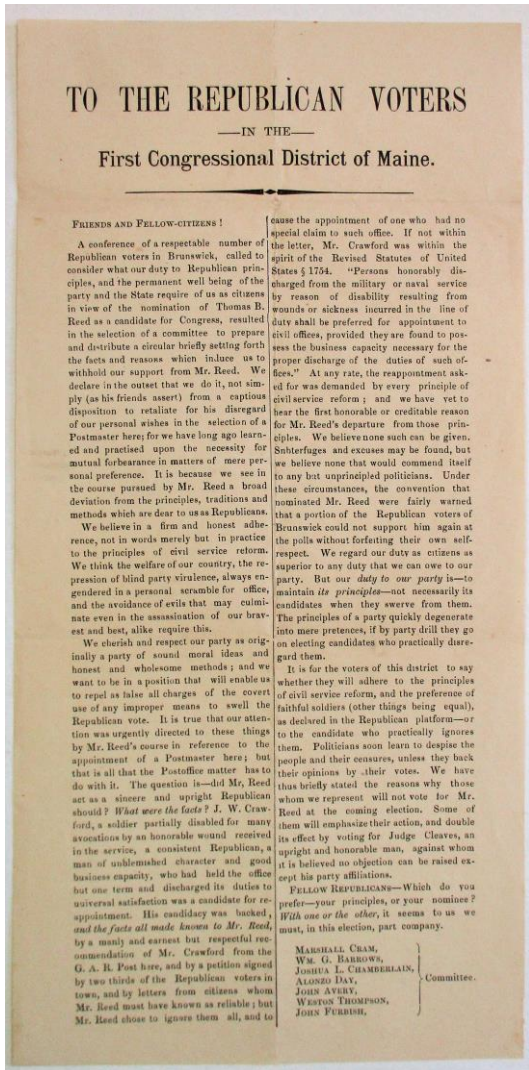 TO THE REPUBLICAN VOTERS
—IN THE—
First Congressional District of Maine.
FRIENDS AND FELLOW-CITIZENS !
A conference of a respectable number of
Republican voters in Brunswick, called to
consider what our duty to Republican prin-
ciples, and the permanent well being of the
party and the State require of us as citizens
in view of the nomination of Thomas B.
Reed as a candidate for Congress, resulted
in the selection of a committee to prepare
and distribute a circular briefly setting forth
the facts and reasons which induce us to
withhold our support from Mr. Reed. We
declare in the outset that we do it, not sim-
ply (as his friends assert) from a captious
disposition to retaliate for his disregard
of our personal wishes in the selection of a
Postmaster here; for we have long ago learn-
ed and practised upon the necessity for
mutual forbearance in matters of mere per-
sonal preference. It is because we see in
the course pursued by Mr. Reed a broad
deviation from the principles, traditions and
methods which are dear to us as Republicans.
We believe in a firm and honest adhe-
rence, not in words merely but in practice
to the principles of civil service reform.
We think the welfare of our country, the re-
pression of blind party virulence, always en-
gendered in a personal scramble for office,
and the avoidance of evils that may culmi-
nate even in the assassination of our brav-
est and best, alike require this.
We cherish and respect our party as orig-
inally a party of sound moral ideas and
honest and wholesome methods ; and we
want to be in a position that will enable us
to repel as false all charges of the covert
use of any improper means to swell the
Republican vote. It is true that our atten-
tion was urgently directed to these things
by Mr. Reed's course in reference to the
appointment of a Postmaster here; but
that is all that the Postoffice matter has to
do with it. The question is—did Mr, Reed
act as a sincere and upright Republican
should ? What were the facts ? J. W. Craw-
ford, a soldier partially disabled for many
avocations by an honorable wound received
in the service, a consistent Republican, a
man of unblemished character and good
business capacity, who had held the office
but one term and discharged its duties to
universal satisfaction was a candidate for re-
appointment. His candidacy was backed,
and the facts all made known to Mr. Reed,
by a manly and earnest but respectful rec-
ommendation of Mr. Crawford from the
G. A. R. Post here, and by a petition signed
by two thirds of the Republican voters in
town, and by letters from citizens whom
Mr. Reed must have known as reliable ; but
Mr. Reed chose to ignore them all, and to
cause the appointment of one who had no
special claim to such office. If not within
the letter, Mr. Crawford was within the
spirit of the Revised Statutes of United
States § 1754. "Persons honorably dis-
charged from the military or naval service
by reason of disability resulting from
wounds or sickness incurred in the line of
duty shall be preferred for appointment to
civil offices, provided they are found to pos-
sess the business capacity necessary for the
proper discharge of the duties of such of-
fices." At any rate, the reappointment ask-
ed for was demanded by every principle of
civil service reform ; and we have yet to
hear the first honorable or creditable reason
for Mr. Reed's departure from those prin-
ciples. We believe none such can be given.
Snbterfuges and excuses may be found, but
we believe none that would commend itself
to any but unprincipled politicians. Under
these circumstances, the convention that
nominated Mr. Reed were fairly warned
that a portion of the Republican voters of
Brunswick could not support him again at
the polls without forfeiting their own self-
respect. We regard our duty as citizens as
superior to any duty that we can owe to our
party. But our duty to our party is—to
maintain its principles—not necessarily its
candidates when they swerve from them.
The principles of a party quickly degenerate
into mere pretences, if by party drill they go
on electing candidates who practically disre-
gard them.
It is for the voters of this district to say
whether they will adhere to the principles
of civil service reform, and the preference of
faithful soldiers (other things being equal),
as declared in the Republican platform—or
to the candidate who practically ignores
them. Politicians soon learn to despise the
people and their censures, unless they back
their opinions by their votes. We have
thus briefly stated the reasons why those
whom we represent will not vote for Mr.
Reed at the coming election. Some of
them will emphasize their action, and double
its effect by voting for Judge Cleaves, an
upright and honorable man, against whom
it is believed no objection can be raised ex-
cept his party affiliations.
FELLOW REPUBLICANS—Which do you
prefer—your principles, or your nominee ?
With one or the other, it seems to us we
must, in this election, part company.
MARSHALL CRAM,
WM. G. BARROWS,
JOSHUA L. CHAMBERLAIN,
ALONZO DAY,
JOHN AVERY,
WESTON THOMPSON,
JOHN FURBISH,
Committee.